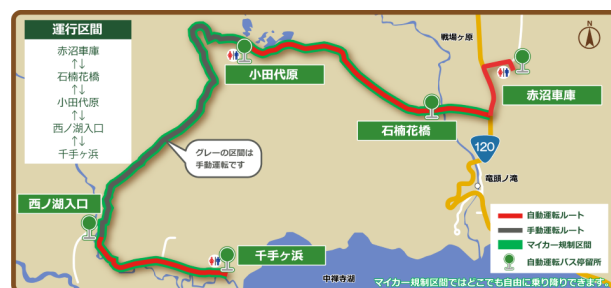 運行区間
赤沼車庫
↑↓
石楠花橋
↑↓
小田代原
↑↓
西ノ湖入口
↑↓
千手ヶ浜
戦場ヶ原
N
小田代原
赤沼車庫
石楠花橋
120
グレーの区間は
手動運転です
竜頭ノ滝
西ノ湖入口
千手ヶ浜
中禅寺湖
自動運転ルート
手動運転ルート
マイカー規制区間
自動運転バス停留所
マイカー規制区間ではどこでも自由に乗り降りできます。